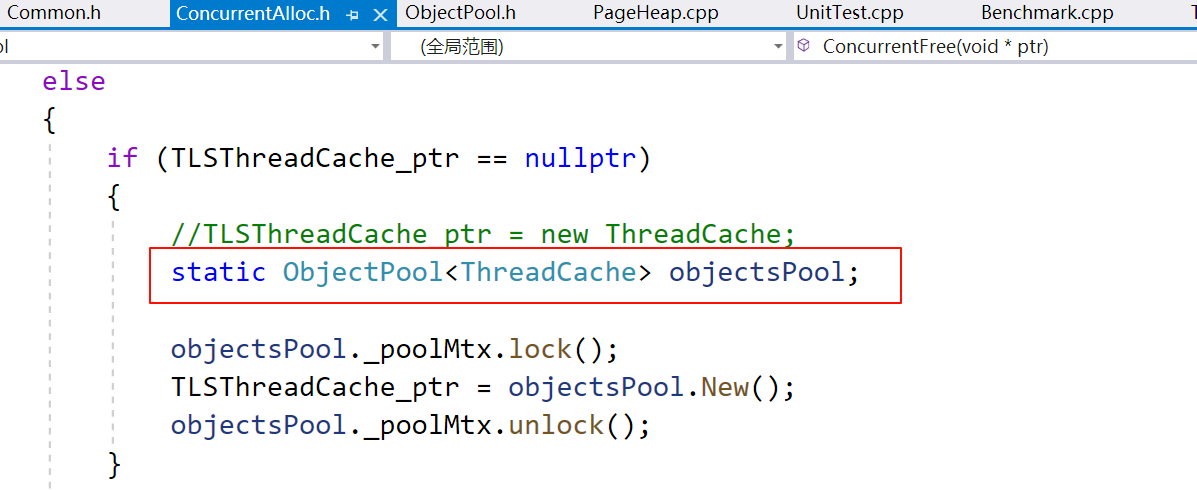 Common.h ConcurrentAlloc.h ObjectPool.h PageHeap.cpp UnitTest.cpp Benchmark.cpp
(全局范围) ConcurrentFree(void * ptr)
else
{
if (TLSThreadCache_ptr == nullptr)
{
//TLSThreadCache_ptr = new ThreadCache;
static ObjectPool<ThreadCache> objectsPool;
objectsPool._poolMtx.lock();
TLSThreadCache_ptr = objectsPool.New();
objectsPool._poolMtx.unlock();
}